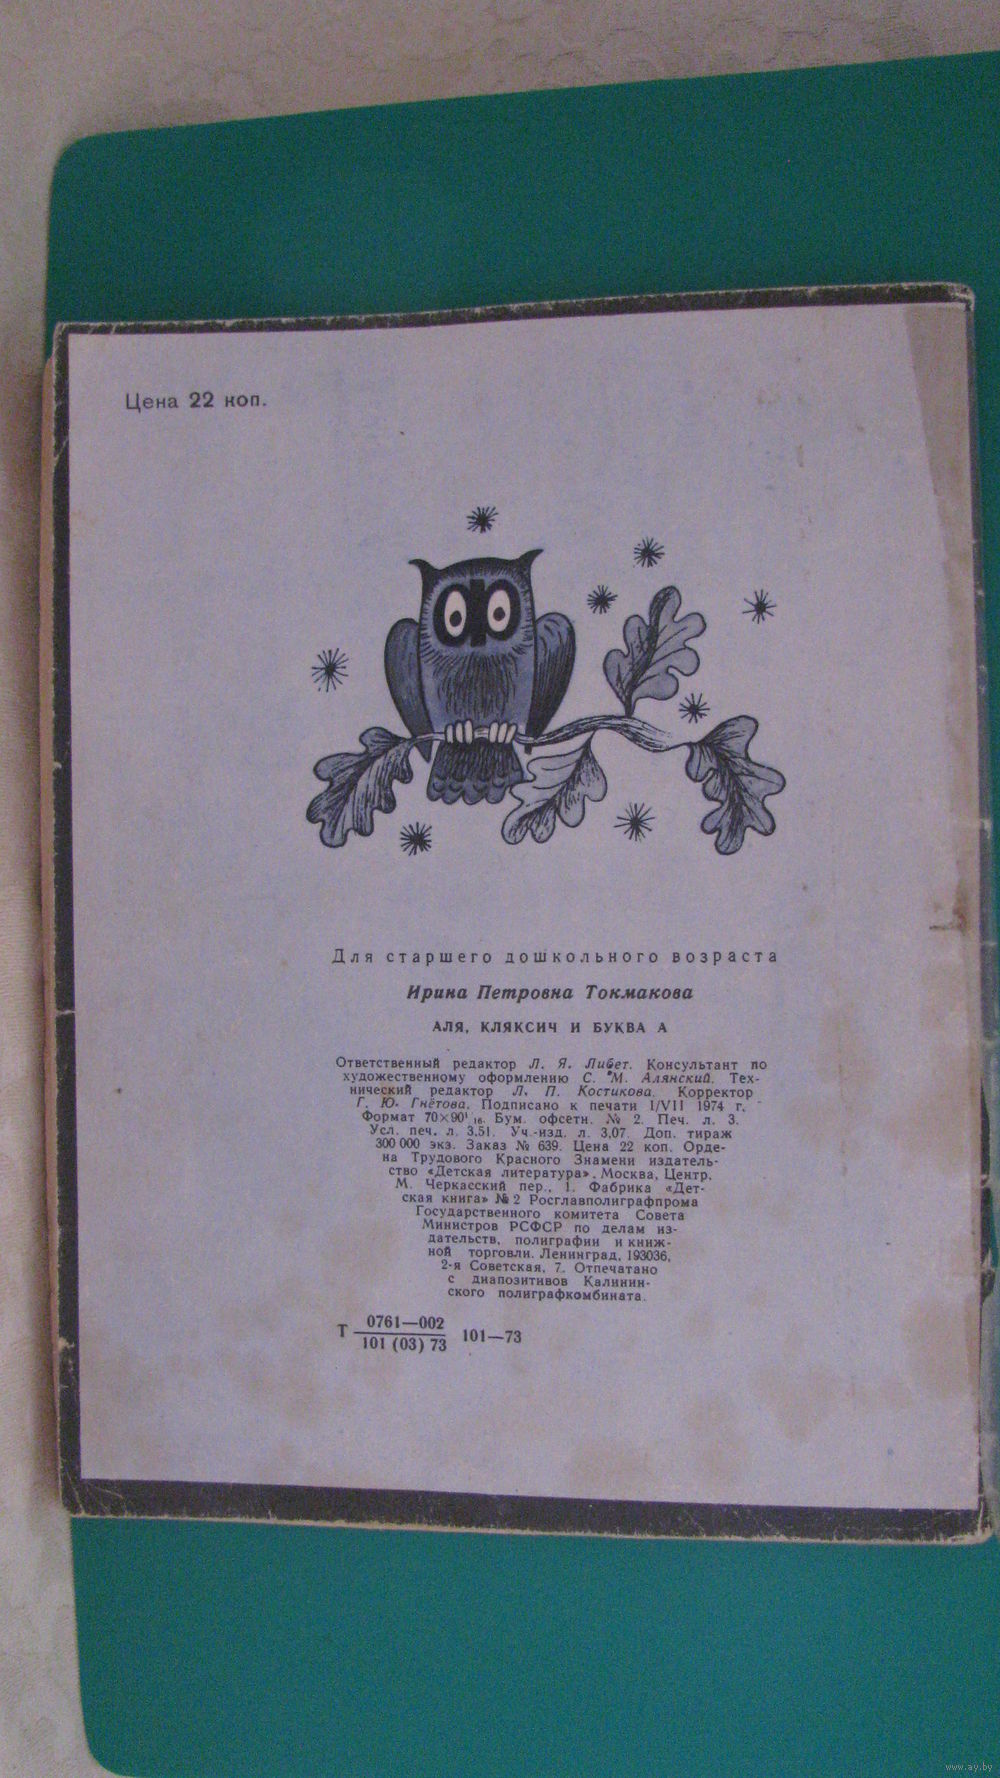 Цена 22 коп.
Для старшего дошкольного возраста
Ирина Петровна Токмакова
АЛЯ, КЛЯКСИЧ И БУКВА А
Ответственный редактор Л. Я. Либет. Консультант по
художественному оформлению С. М. Алянский. Тех-
нический редактор Л. П. Костикова. Корректор
Г. Ю. Гнётова. Подписано к печати 1/VII 1974 г.
Формат 70×90¹/₁₆. Бум. офсетн. № 2. Печ. л. 3.
Усл. печ. л. 3,51. Уч.-изд. л. 3,07. Доп. тираж
300 000 экз. Заказ № 639. Цена 22 коп. Орде-
на Трудового Красного Знамени издатель-
ство «Детская литература», Москва, Центр,
М. Черкасский пер., 1. Фабрика «Дет-
ская книга» № 2 Росглавполиграфпрома
Государственного комитета Совета
Министров РСФСР по делам из-
дательств, полиграфии и книж-
ной торговли. Ленинград, 193036,
2-я Советская, 7. Отпечатано
с диапозитивов Калинин-
ского полиграфкомбината.
Т 0761—002
101 (03) 73 101—73
www.ay.by